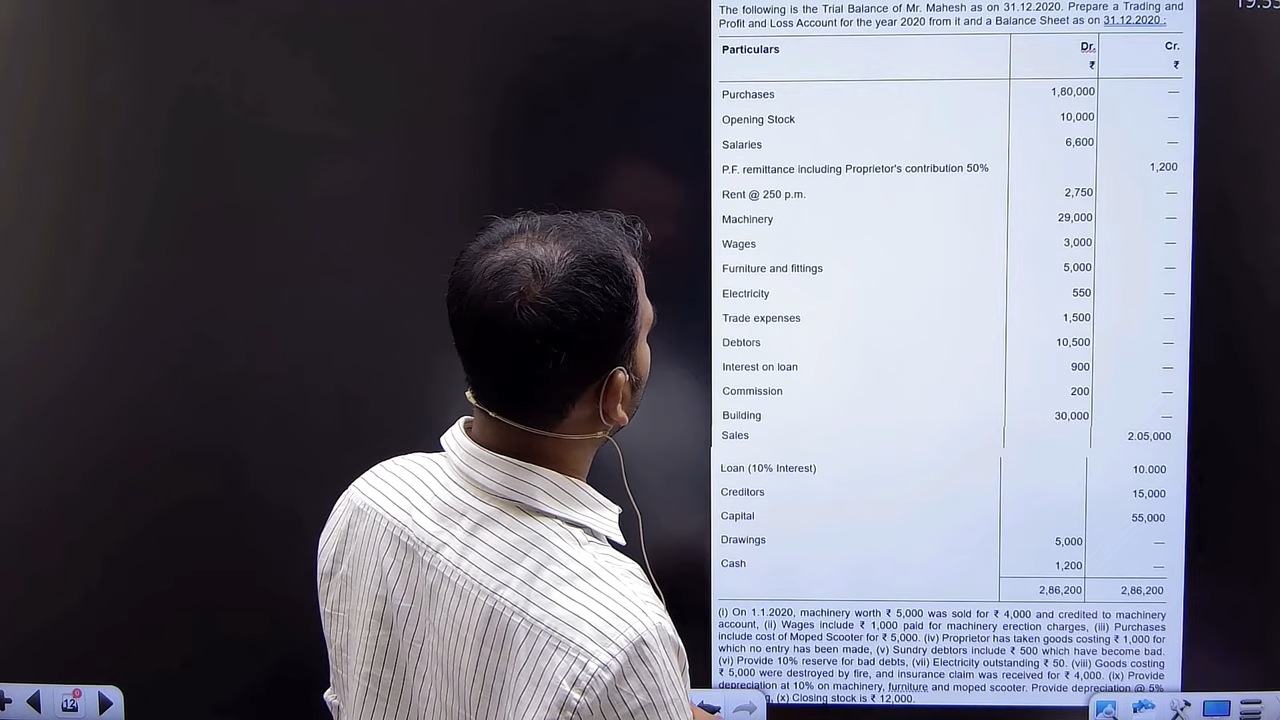 19:5
The following is the Trial Balance of Mr. Mahesh as on 31.12.2020. Prepare a Trading and
Profit and Loss Account for the year 2020 from it and a Balance Sheet as on 31.12.2020 :
Particulars Dr. Cr.
₹ ₹
Purchases 1,80,000 —
Opening Stock 10,000 —
Salaries 6,600 —
P.F. remittance including Proprietor's contribution 50% 1,200
Rent @ 250 p.m. 2,750 —
Machinery 29,000 —
Wages 3,000 —
Furniture and fittings 5,000 —
Electricity 550 —
Trade expenses 1,500 —
Debtors 10,500 —
Interest on loan 900 —
Commission 200 —
Building 30,000 —
Sales 2.05,000
Loan (10% Interest) 10.000
Creditors 15,000
Capital 55,000
Drawings 5,000 —
Cash 1,200 —
2,86,200 2,86,200
(i) On 1.1.2020, machinery worth ₹ 5,000 was sold for ₹ 4,000 and credited to machinery
account, (ii) Wages include ₹ 1,000 paid for machinery erection charges, (iii) Purchases
include cost of Moped Scooter for ₹ 5,000. (iv) Proprietor has taken goods costing ₹ 1,000 for
which no entry has been made, (v) Sundry debtors include ₹ 500 which have become bad.
(vi) Provide 10% reserve for bad debts, (vii) Electricity outstanding ₹ 50. (viii) Goods costing
₹ 5,000 were destroyed by fire, and insurance claim was received for ₹ 4,000. (ix) Provide
depreciation at 10% on machinery, furniture and moped scooter. Provide depreciation @ 5%
(x) Closing stock is ₹ 12,000.
12